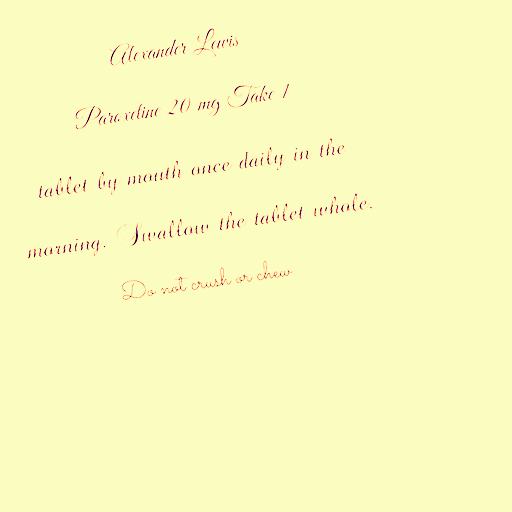 Alexander Lewis
Paroxetine 20 mg Take 1
tablet by mouth once daily in the
morning. Swallow the tablet whole.
Do not crush or chew